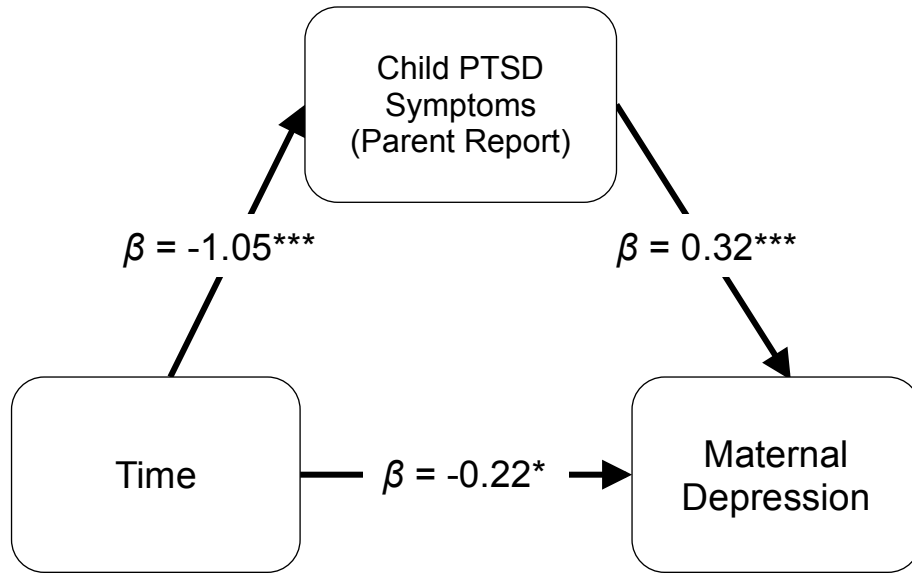 Child PTSD
Symptoms
(Parent Report)
β = -1.05***
β = 0.32***
Time
β = -0.22*
Maternal
Depression